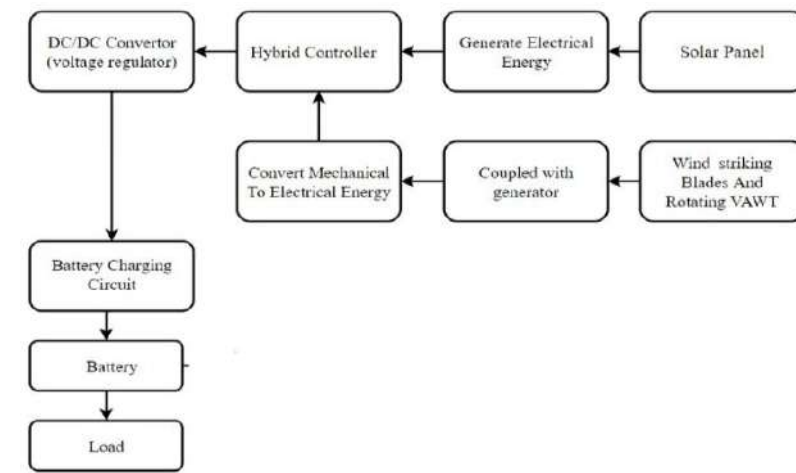 DC/DC Convertor
(voltage regulator)
Hybrid Controller
Generate Electrical
Energy
Solar Panel
Convert Mechanical
To Electrical Energy
Coupled with
generator
Wind striking
Blades And
Rotating VAWT
Battery Charging
Circuit
Battery
Load